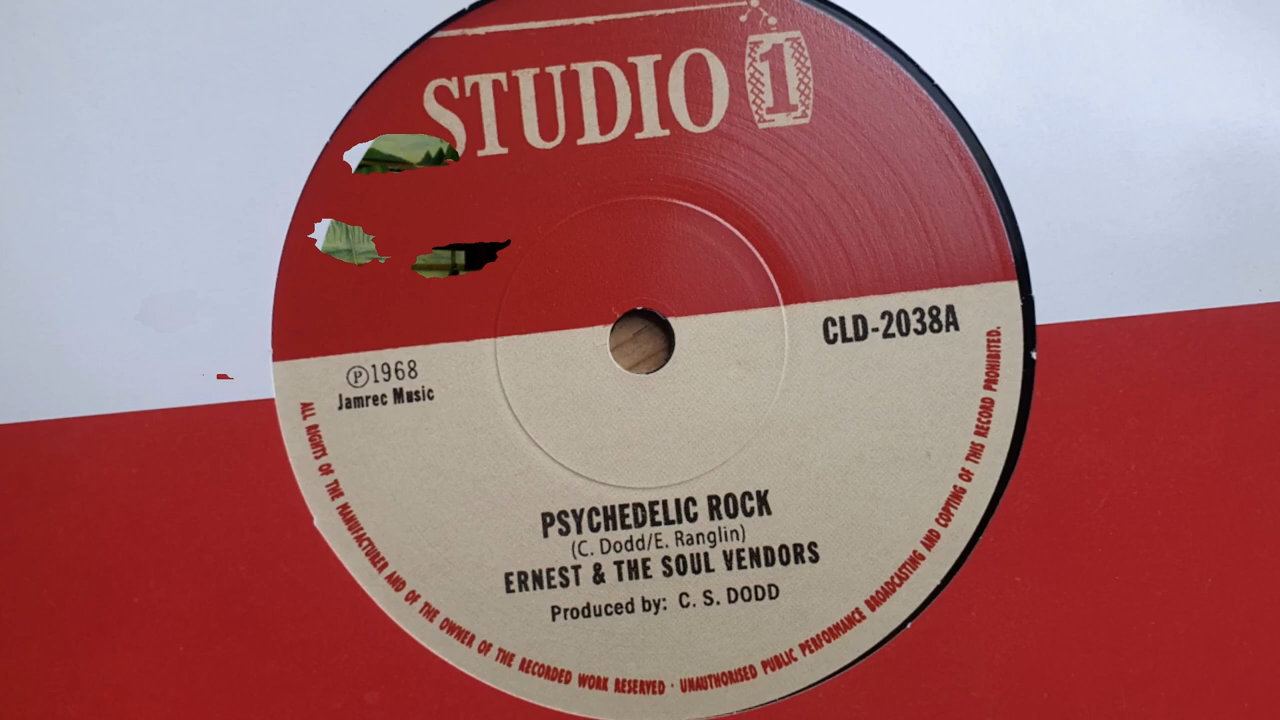 STUDIO 1
CLD-2038A
℗1968
Jamrec Music
PSYCHEDELIC ROCK
(C. Dodd/E. Ranglin)
ERNEST & THE SOUL VENDORS
Produced by: C. S. DODD
ALL RIGHTS OF THE MANUFACTURER AND OF THE OWNER OF THE RECORDED WORK RESERVED · UNAUTHORISED PUBLIC PERFORMANCE BROADCASTING AND COPYING OF THIS RECORD PROHIBITED.